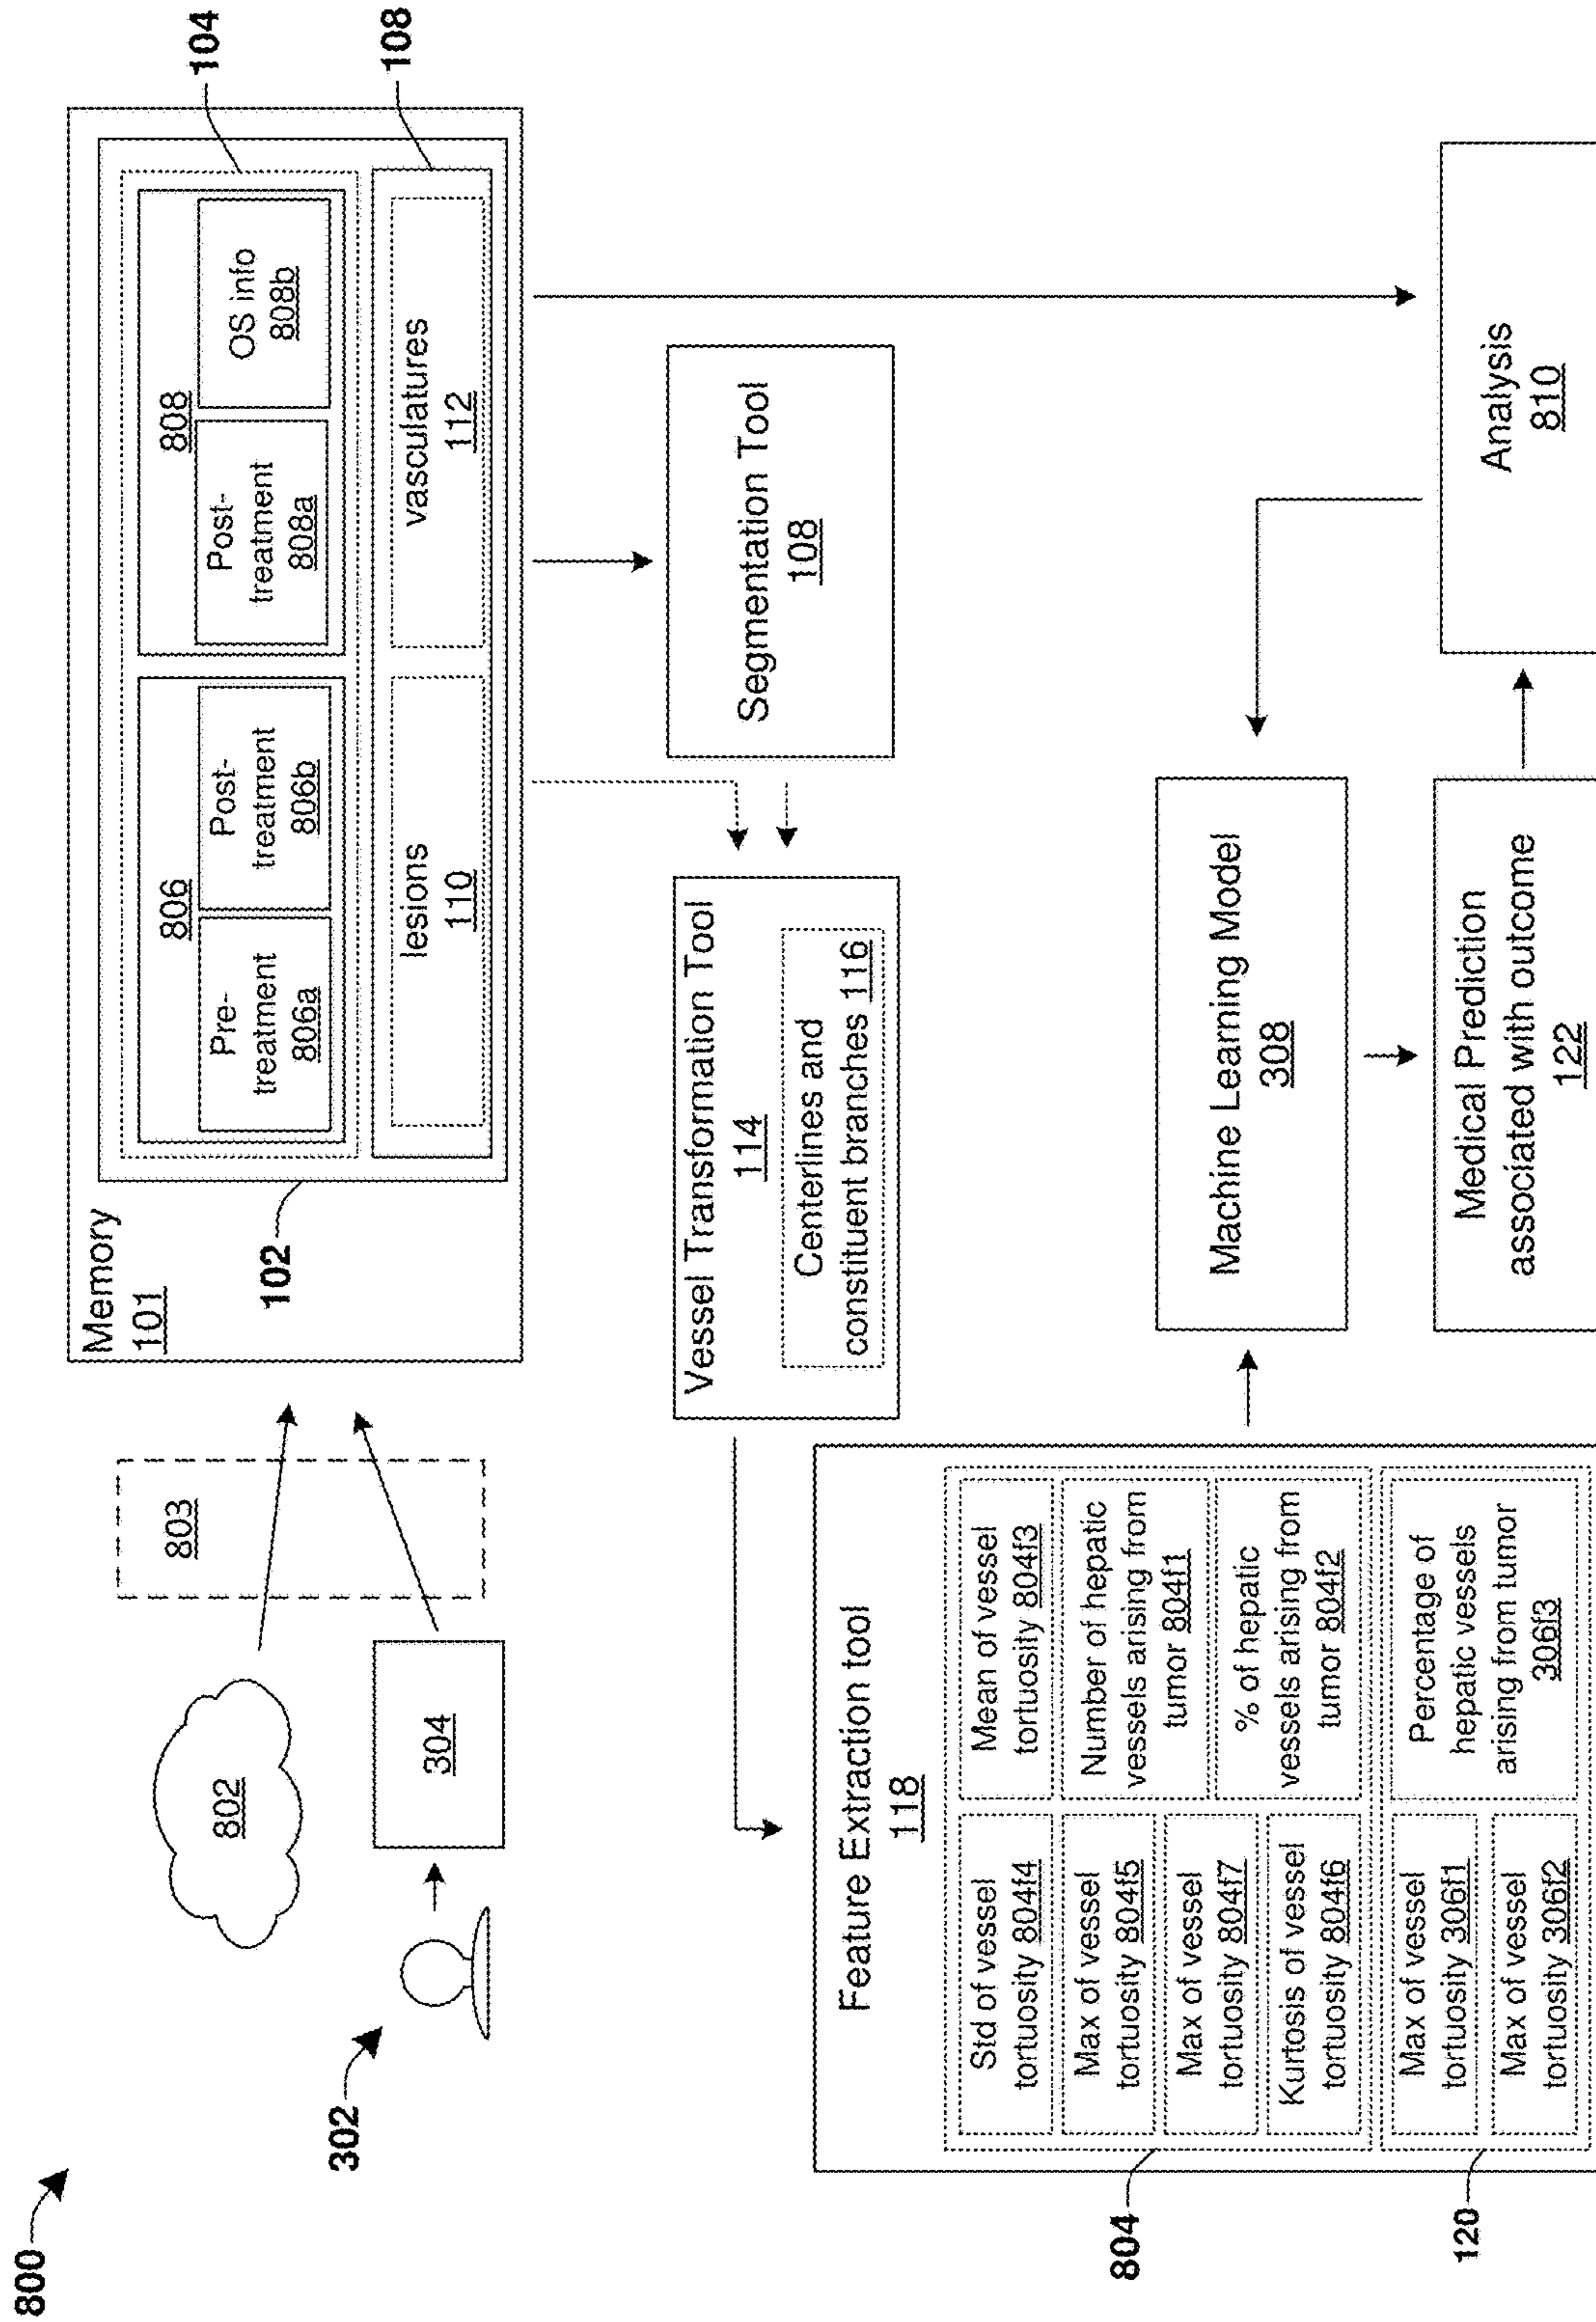 800
802
803
302
304
Memory
101
102
104
806
Pre-
treatment
806a
Post-
treatment
806b
808
Post-
treatment
808a
OS info
808b
108
lesions
110
vasculatures
112
Segmentation Tool
108
Vessel Transformation Tool
114
Centerlines and
constituent branches 116
Feature Extraction tool
118
804
Std of vessel
tortuosity 804f4
Mean of vessel
tortuosity 804f3
Max of vessel
tortuosity 804f5
Number of hepatic
vessels arising from
tumor 804f1
Max of vessel
tortuosity 804f7
% of hepatic
vessels arising from
tumor 804f2
Kurtosis of vessel
tortuosity 804f6
120
Max of vessel
tortuosity 306f1
Max of vessel
tortuosity 306f2
Percentage of
hepatic vessels
arising from tumor
306f3
Machine Learning Model
308
Medical Prediction
associated with outcome
122
Analysis
810